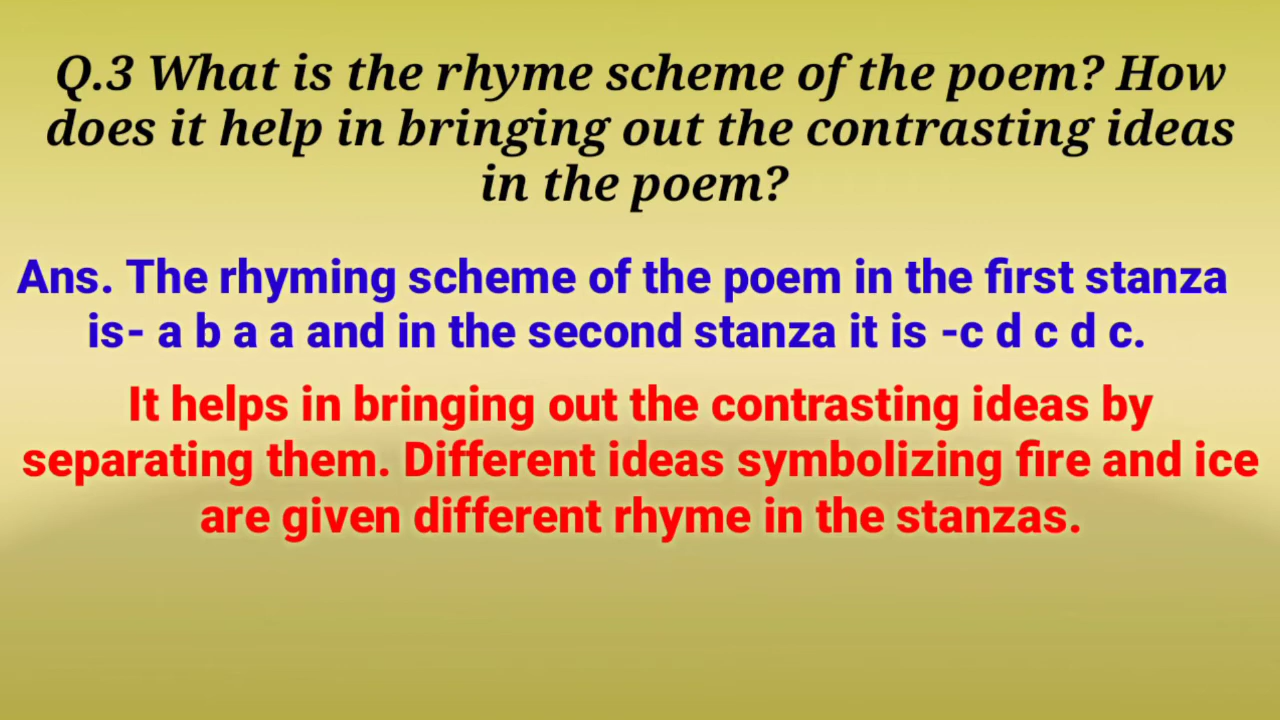 Q.3 What is the rhyme scheme of the poem? How
does it help in bringing out the contrasting ideas
in the poem?
Ans. The rhyming scheme of the poem in the first stanza
is- a b a a and in the second stanza it is -c d c d c.
It helps in bringing out the contrasting ideas by
separating them. Different ideas symbolizing fire and ice
are given different rhyme in the stanzas.